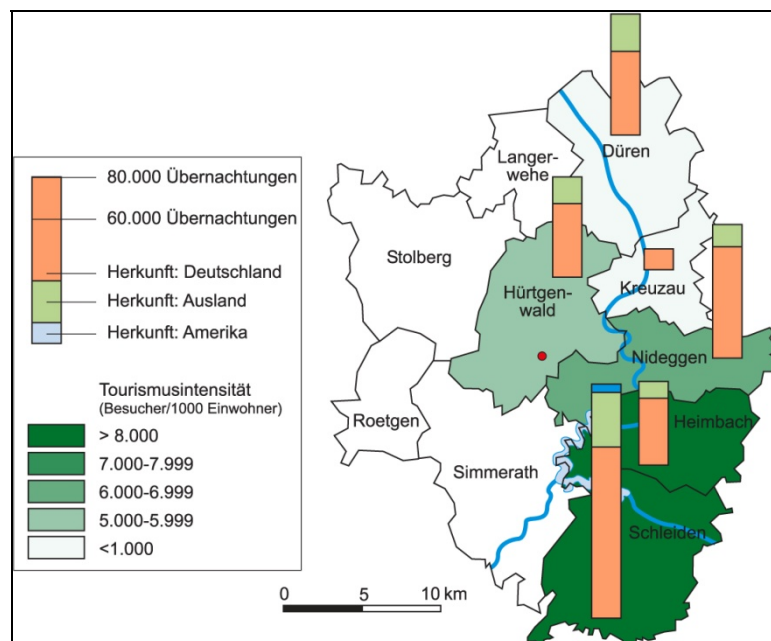 80.000 Übernachtungen
60.000 Übernachtungen
Herkunft: Deutschland
Herkunft: Ausland
Herkunft: Amerika
Tourismusintensität
(Besucher/1000 Einwohner)
> 8.000
7.000-7.999
6.000-6.999
5.000-5.999
<1.000
Düren
Langer-
wehe
Stolberg
Kreuzau
Hürtgen-
wald
Nideggen
Roetgen
Heimbach
Simmerath
Schleiden
0 5 10 km